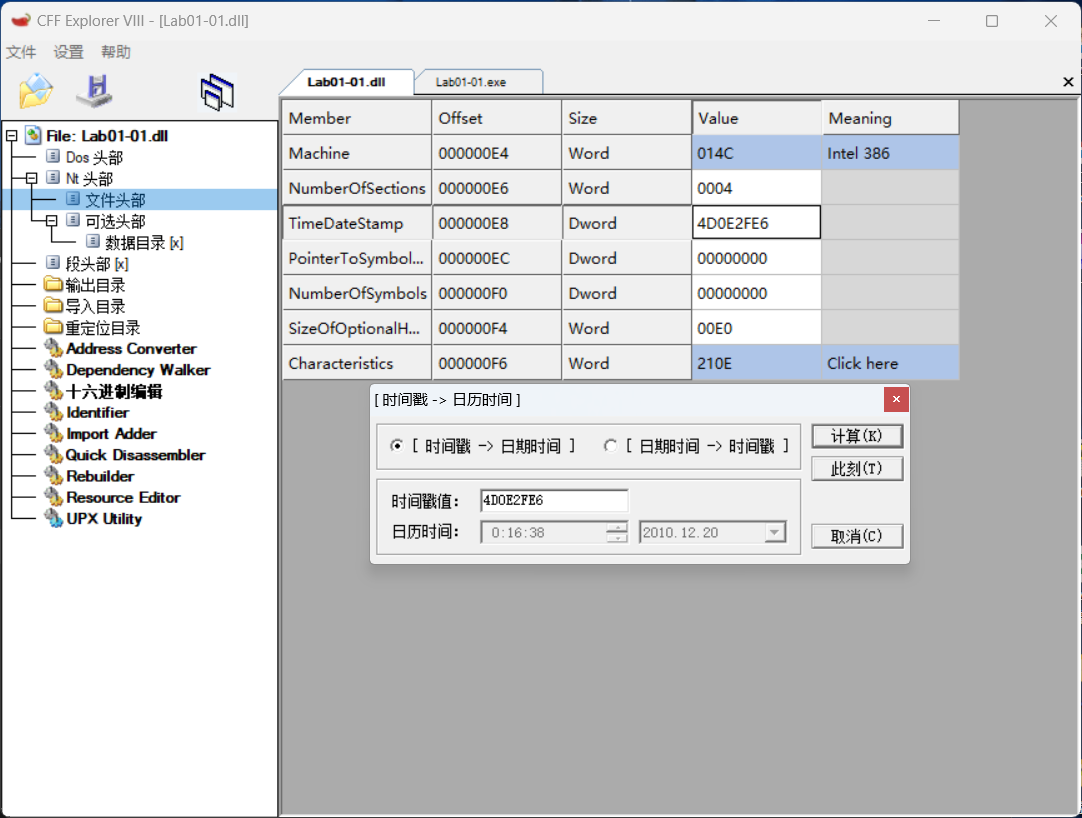 CFF Explorer VIII - [Lab01-01.dll]
文件 设置 帮助
Lab01-01.dll Lab01-01.exe
File: Lab01-01.dll
Dos 头部
Nt 头部
文件头部
可选头部
数据目录 [x]
段头部 [x]
输出目录
导入目录
重定位目录
Address Converter
Dependency Walker
十六进制编辑
Identifier
Import Adder
Quick Disassembler
Rebuilder
Resource Editor
UPX Utility
Member Offset Size Value Meaning
Machine 000000E4 Word 014C Intel 386
NumberOfSections 000000E6 Word 0004
TimeDateStamp 000000E8 Dword 4D0E2FE6
PointerToSymbol... 000000EC Dword 00000000
NumberOfSymbols 000000F0 Dword 00000000
SizeOfOptionalH... 000000F4 Word 00E0
Characteristics 000000F6 Word 210E Click here
[ 时间戳 -> 日历时间 ]
[ 时间戳 -> 日期时间 ] [ 日期时间 -> 时间戳 ] 计算(K)
此刻(T)
时间戳值: 4D0E2FE6
日历时间: 0:16:38 2010.12.20 取消(C)